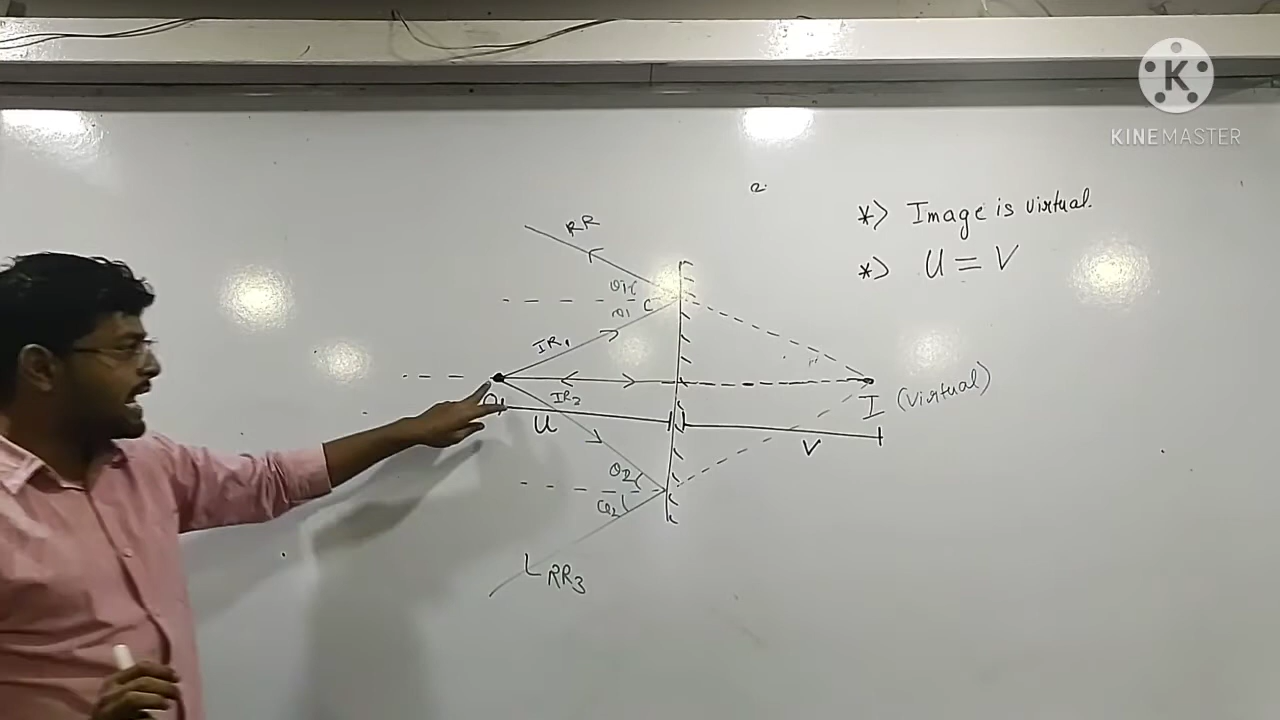 K
KINEMASTER
*> Image is virtual.
*> U = V
RR
θ1
θ1
IR1
IR2
I (virtual)
U
V
θ2
θ2
RR3